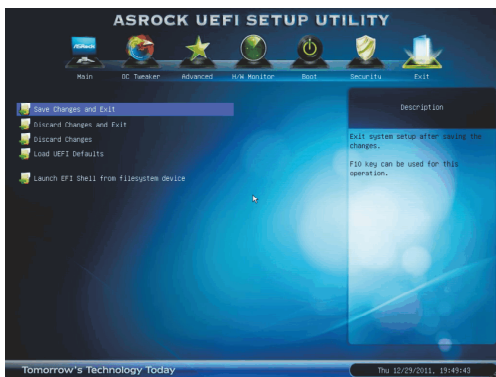 ASROCK UEFI SETUP UTILITY
ASRock
Main OC Tweaker Advanced H/W Monitor Boot Security Exit
Save Changes and Exit
Discard Changes and Exit
Discard Changes
Load UEFI Defaults
Launch EFI Shell from filesystem device
Description
Exit system setup after saving the
changes.
F10 key can be used for this
operation.
Tomorrow's Technology Today
Thu 12/29/2011, 19:49:43